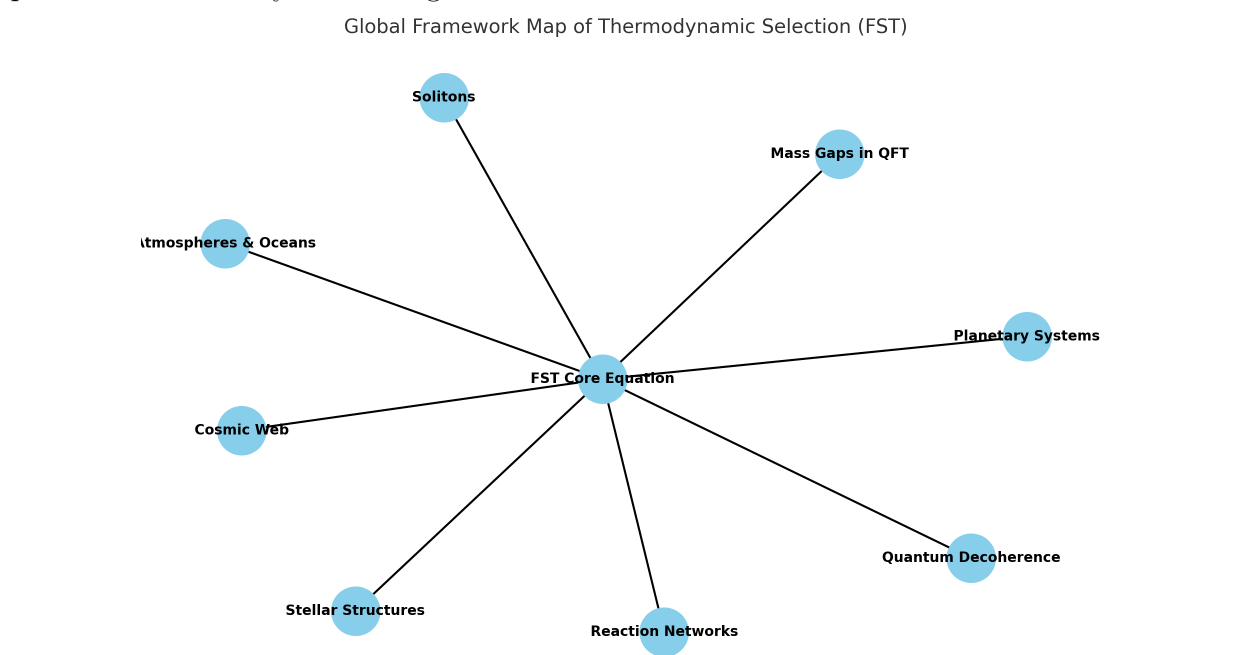 Global Framework Map of Thermodynamic Selection (FST)
Solitons
Mass Gaps in QFT
tmospheres & Oceans
Planetary Systems
FST Core Equation
Cosmic Web
Quantum Decoherence
Stellar Structures
Reaction Networks